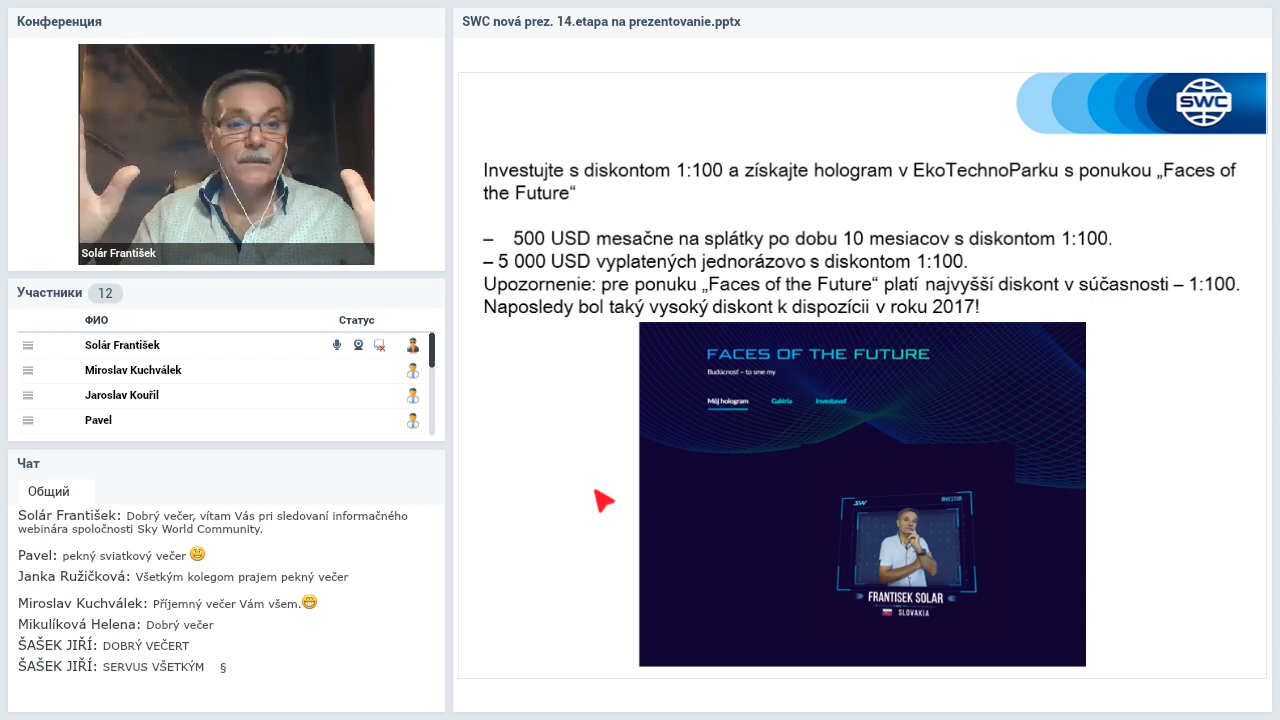 Конференция
Solár František
Участники 12
ФИО Статус
Solár František
Miroslav Kuchválek
Jaroslav Kouřil
Pavel
Чат
Общий
Solár František: Dobrý večer, vítam Vás pri sledovaní informačného
webinára spoločnosti Sky World Community.
Pavel: pekný sviatkový večer
Janka Ružičková: Všetkým kolegom prajem pekný večer
Miroslav Kuchválek: Příjemný večer Vám všem.
Mikulíková Helena: Dobrý večer
ŠAŠEK JIŘÍ: DOBRÝ VEČERT
ŠAŠEK JIŘÍ: SERVUS VŠETKÝM §
SWC nová prez. 14.etapa na prezentovanie.pptx
SWC
Investujte s diskontom 1:100 a získajte hologram v EkoTechnoParku s ponukou „Faces of
the Future“
– 500 USD mesačne na splátky po dobu 10 mesiacov s diskontom 1:100.
– 5 000 USD vyplatených jednorázovo s diskontom 1:100.
Upozornenie: pre ponuku „Faces of the Future“ platí najvyšší diskont v súčasnosti – 1:100.
Naposledy bol taký vysoký diskont k dispozícii v roku 2017!
FACES OF THE FUTURE
Budúcnosť – to sme my
Môj hologram Galéria Investovať
SW INVESTOR
FRANTISEK SOLAR
SLOVAKIA